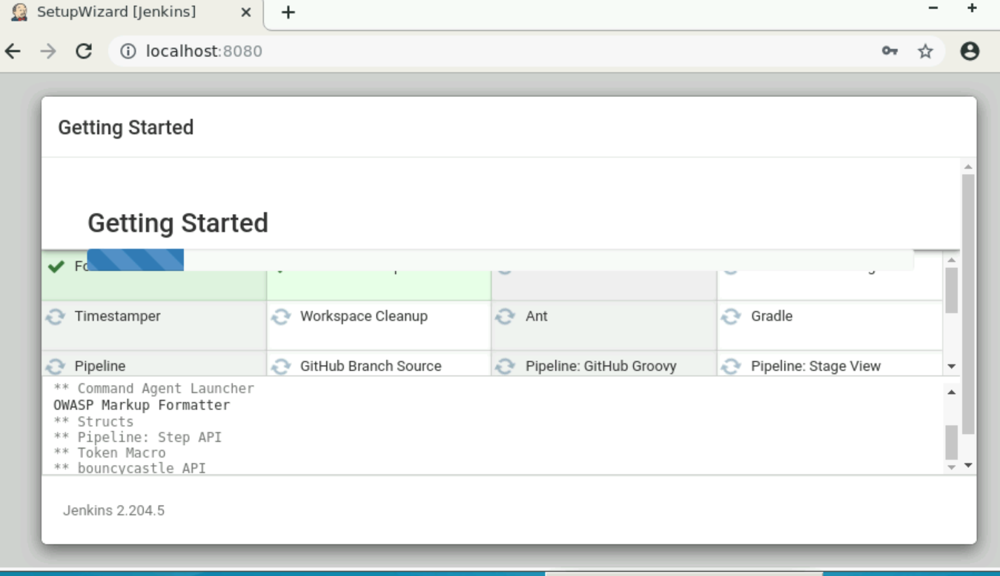 SetupWizard [Jenkins]
localhost:8080
Getting Started
Getting Started
Timestamper Workspace Cleanup Ant Gradle
Pipeline GitHub Branch Source Pipeline: GitHub Groovy Pipeline: Stage View
** Command Agent Launcher
OWASP Markup Formatter
** Structs
** Pipeline: Step API
** Token Macro
** bouncycastle API
Jenkins 2.204.5